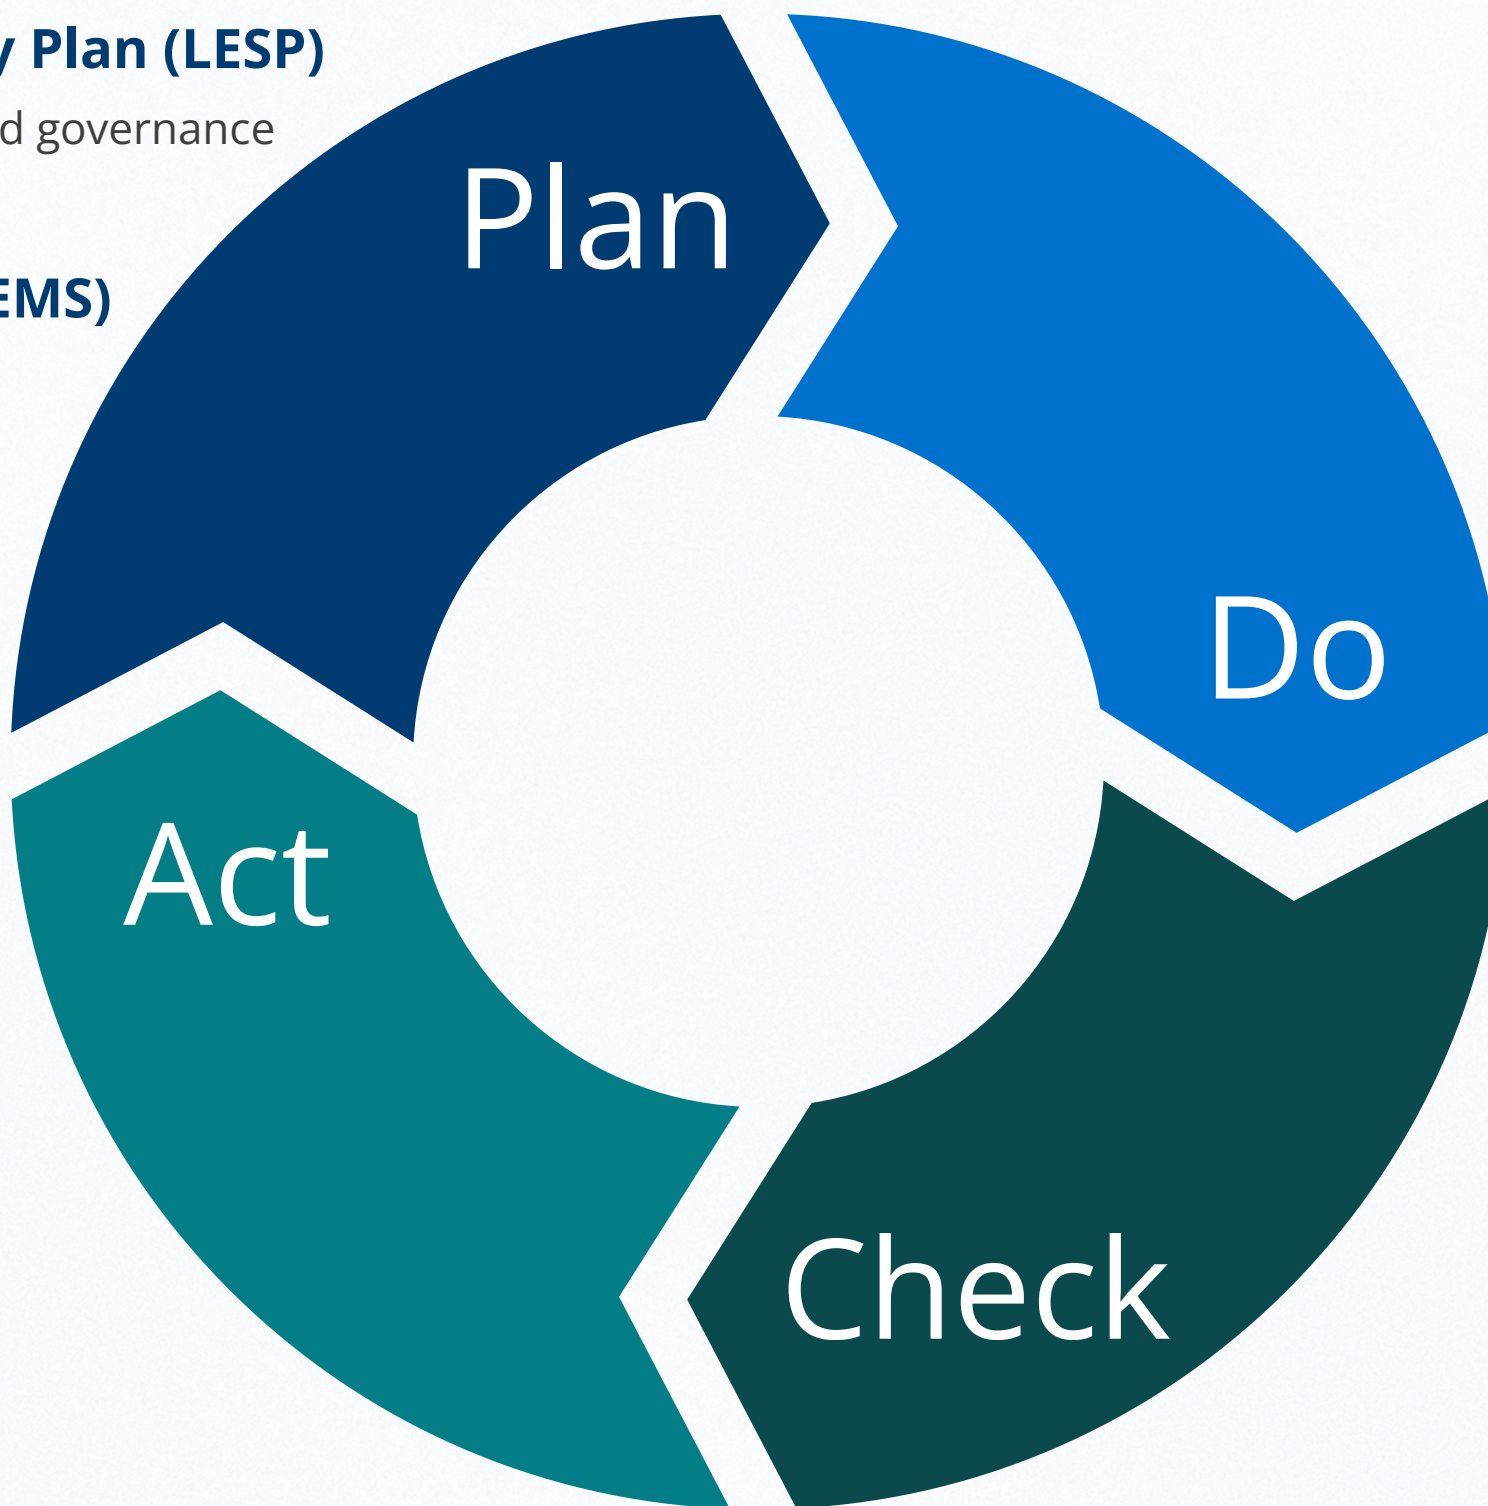 y Plan (LESP)
d governance
Plan
EMS)
Do
Act
Check